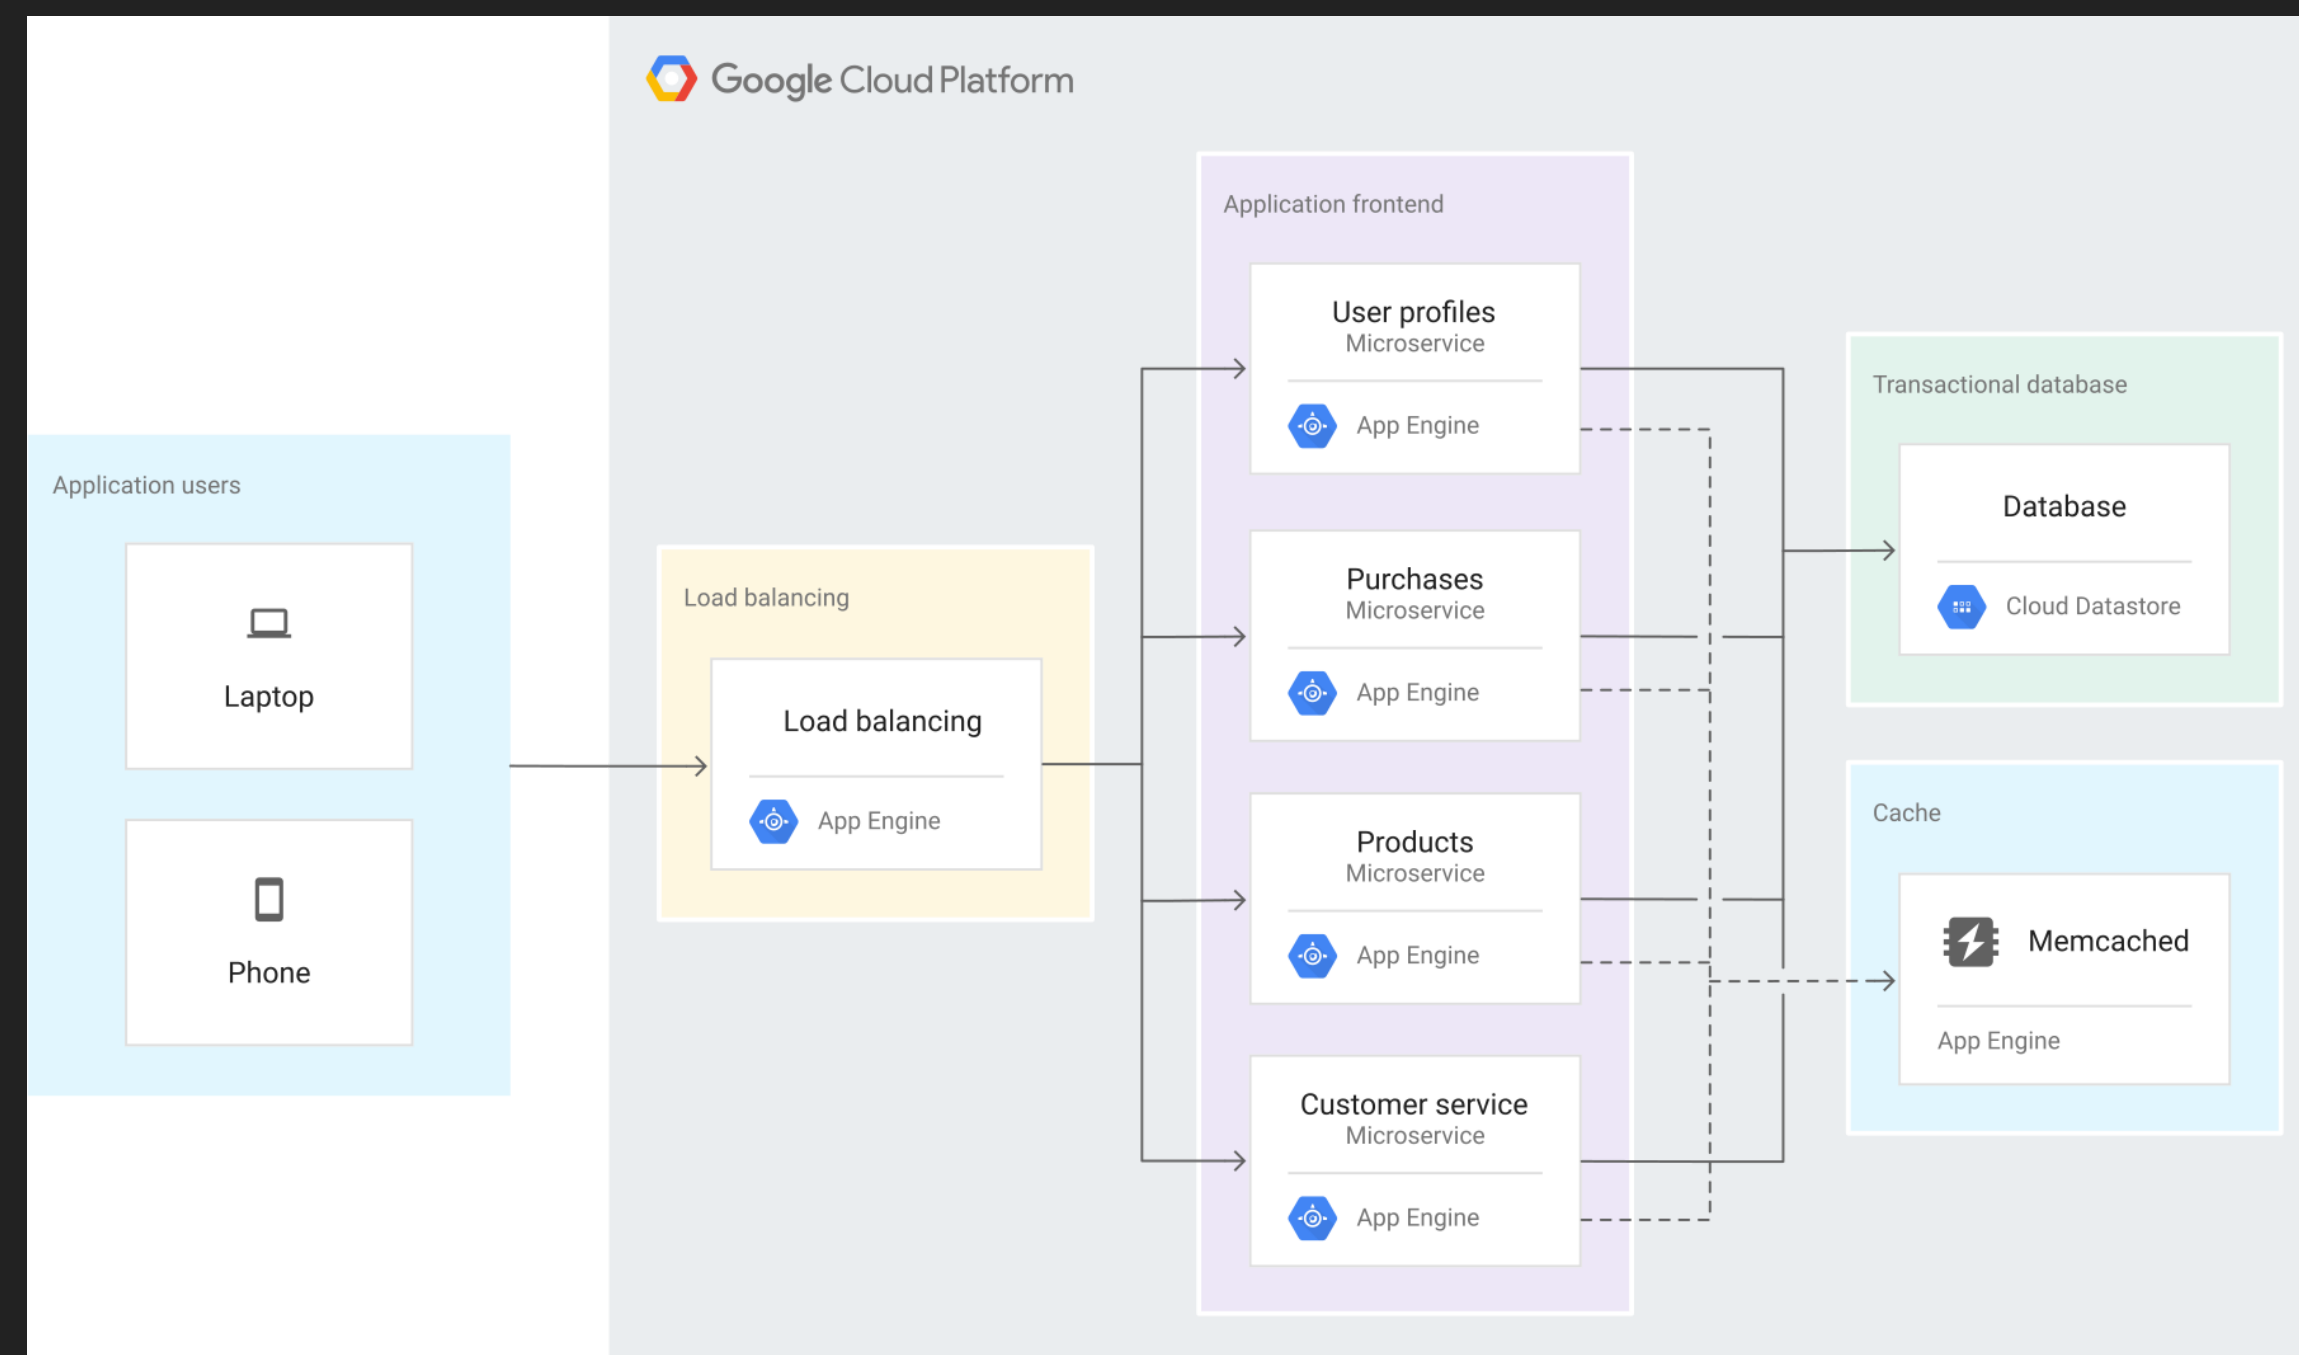 Google Cloud Platform
Application users
Laptop
Phone
Load balancing
Load balancing
App Engine
Application frontend
User profiles
Microservice
App Engine
Purchases
Microservice
App Engine
Products
Microservice
App Engine
Customer service
Microservice
App Engine
Transactional database
Database
Cloud Datastore
Cache
Memcached
App Engine